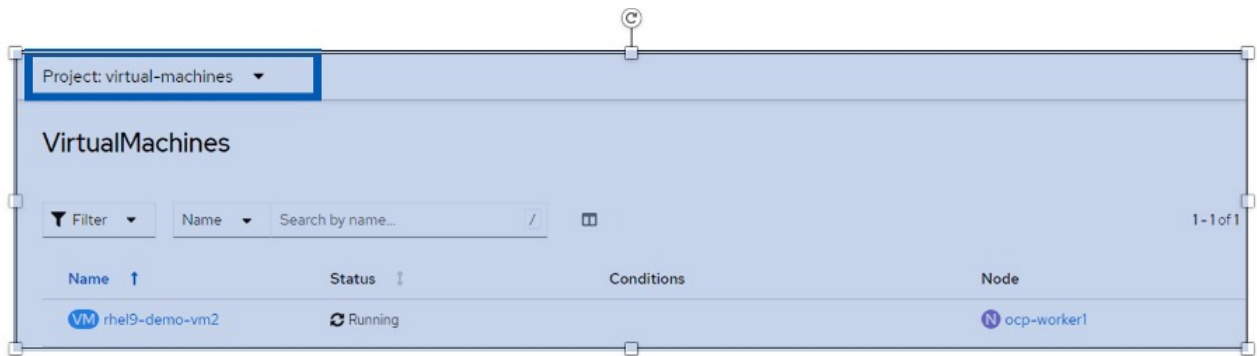 Project: virtual-machines
VirtualMachines
Filter Name Search by name... / 1-1 of 1
Name Status Conditions Node
VM rhel9-demo-vm2 Running N ocp-worker1